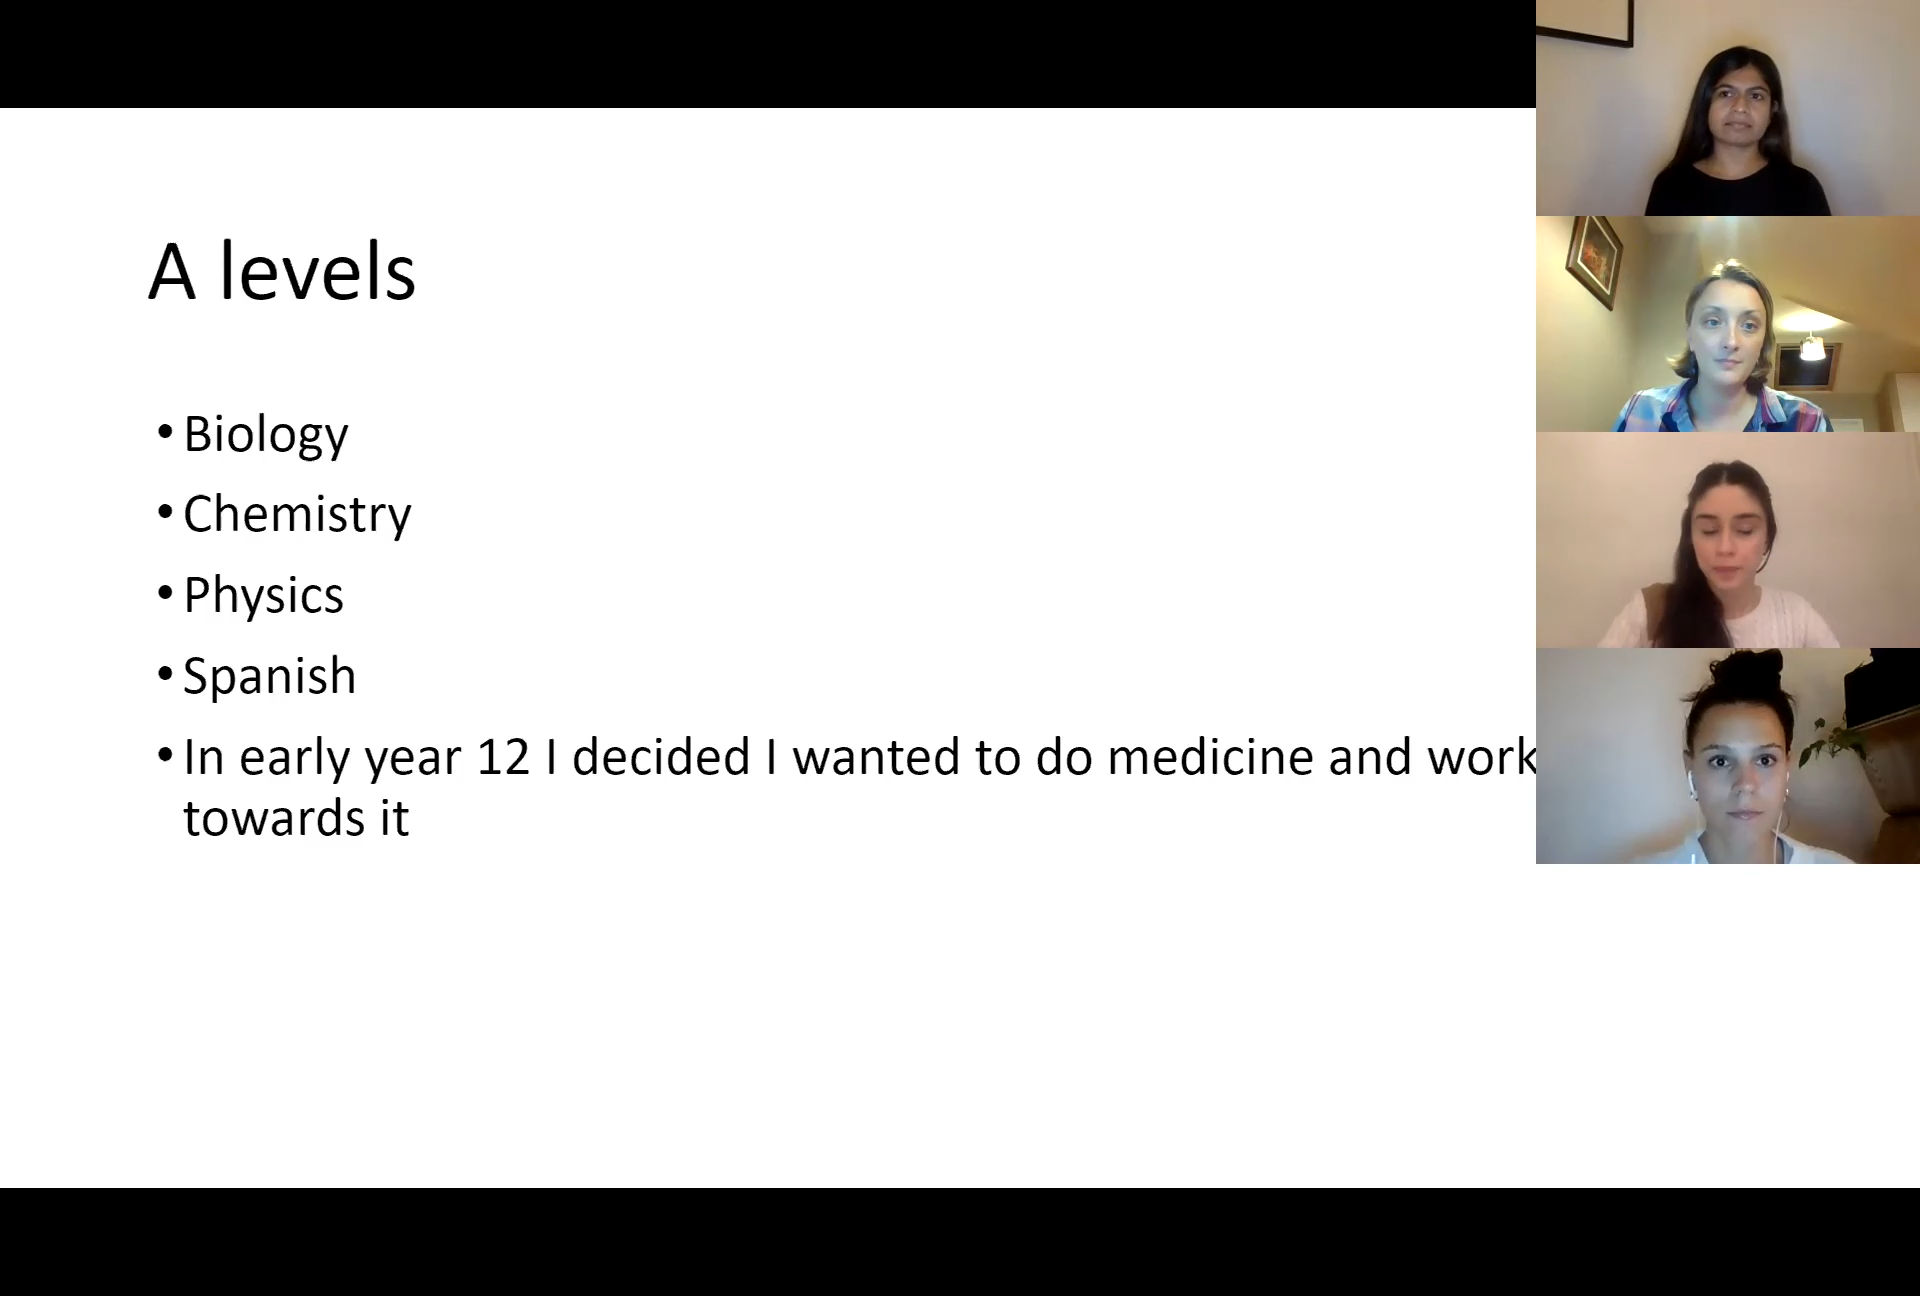 A levels
• Biology
• Chemistry
• Physics
• Spanish
• In early year 12 I decided I wanted to do medicine and work
towards it